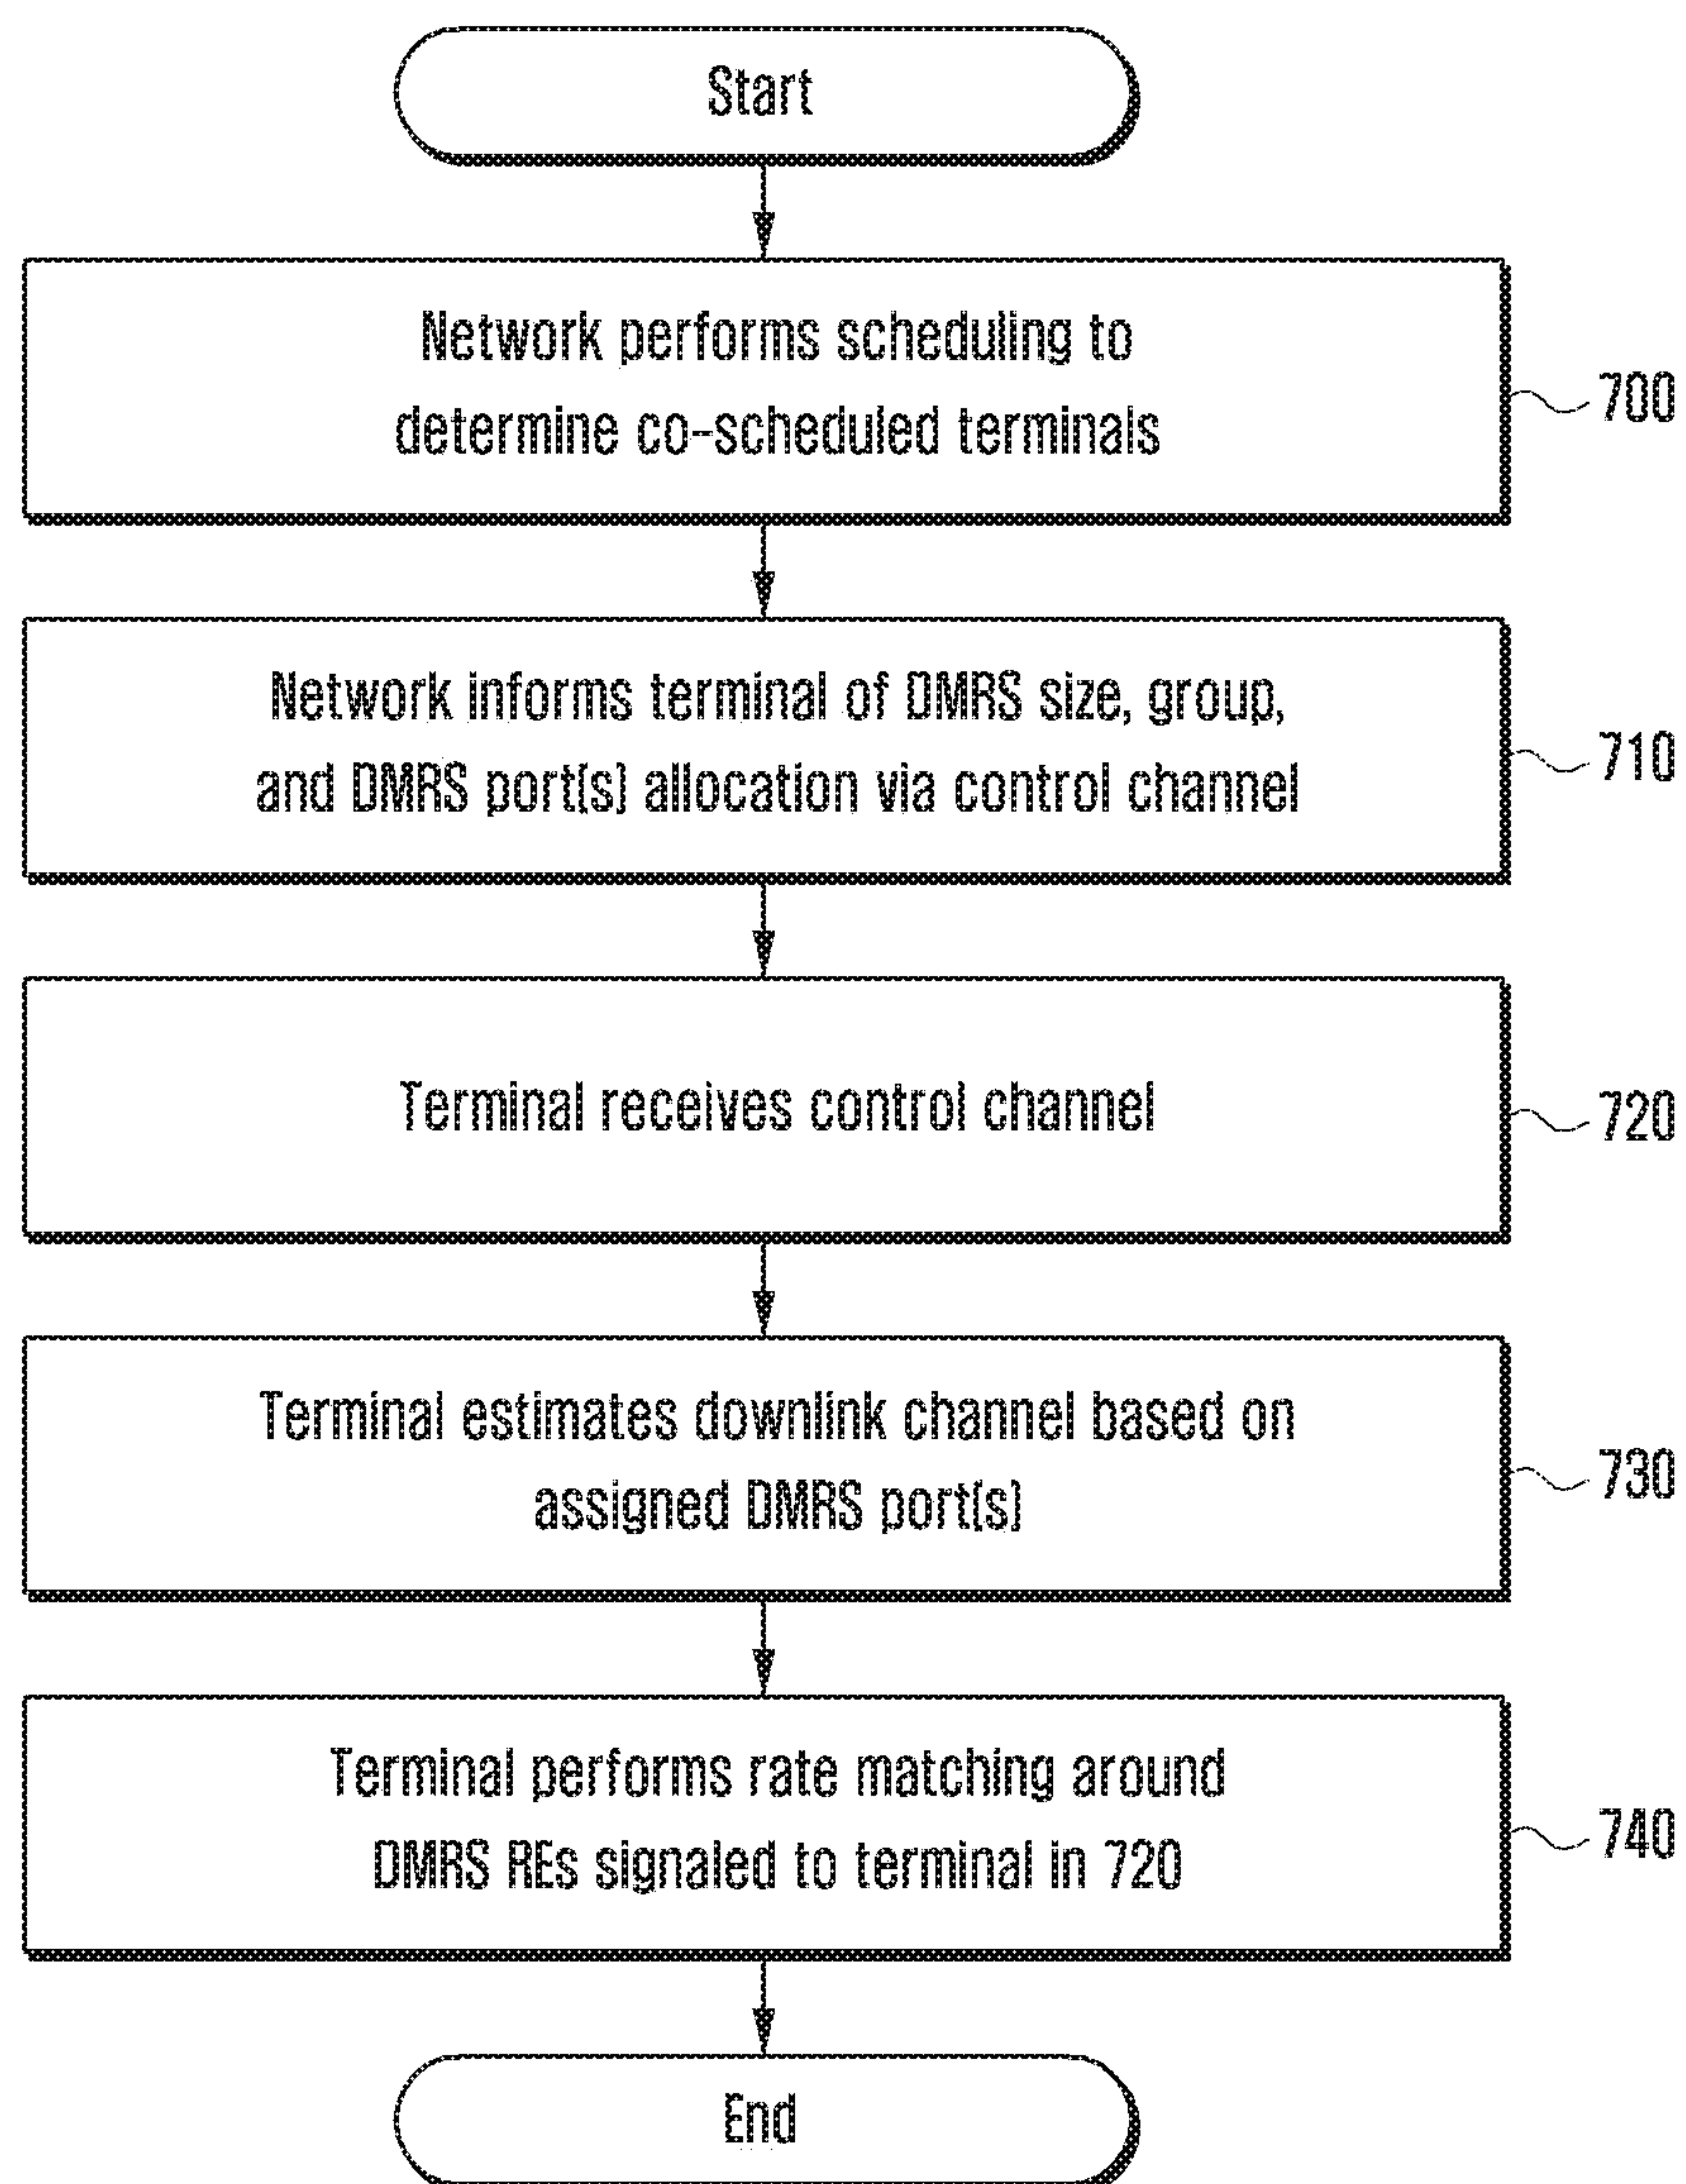 Start
Network performs scheduling to
determine co-scheduled terminals
700
Network informs terminal of DMRS size, group,
and DMRS port(s) allocation via control channel
710
Terminal receives control channel
720
Terminal estimates downlink channel based on
assigned DMRS port(s)
730
Terminal performs rate matching around
DMRS REs signaled to terminal in 720
740
End